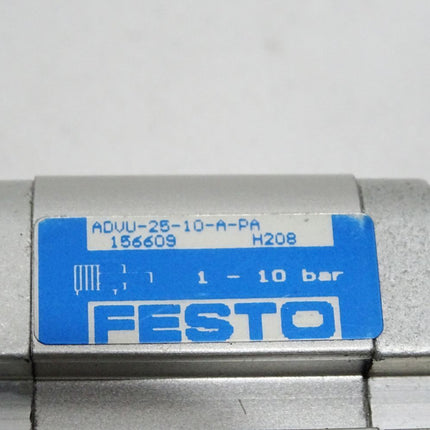 ADVU-25-10-A-PA
156609 H208
1 - 10 bar
FESTO